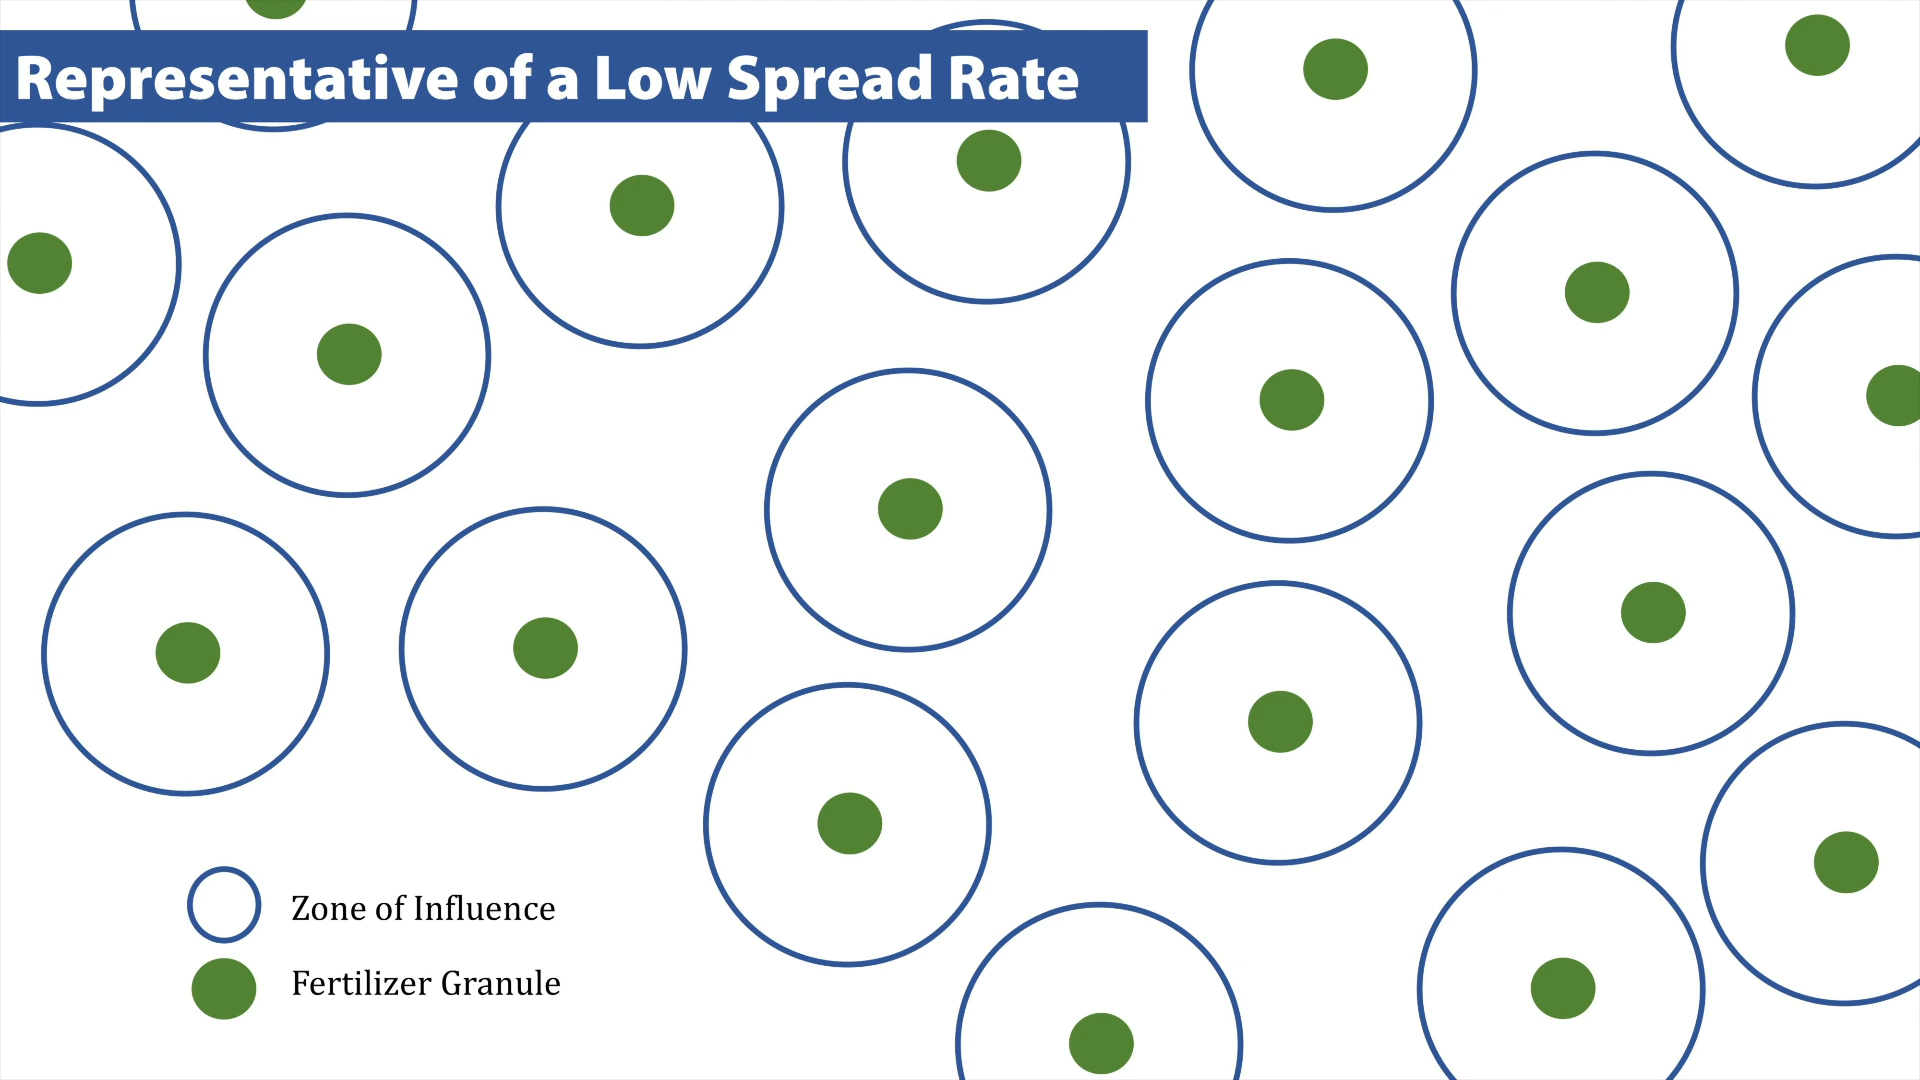 Representative of a Low Spread Rate
Zone of Influence
Fertilizer Granule